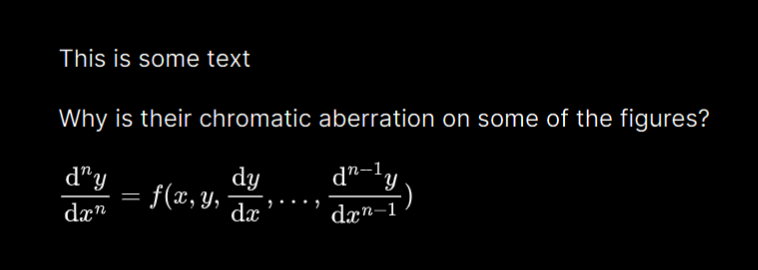 This is some text
Why is their chromatic aberration on some of the figures?
dⁿy/dxⁿ = f(x, y, dy/dx, . . . , dⁿ⁻¹y/dxⁿ⁻¹)